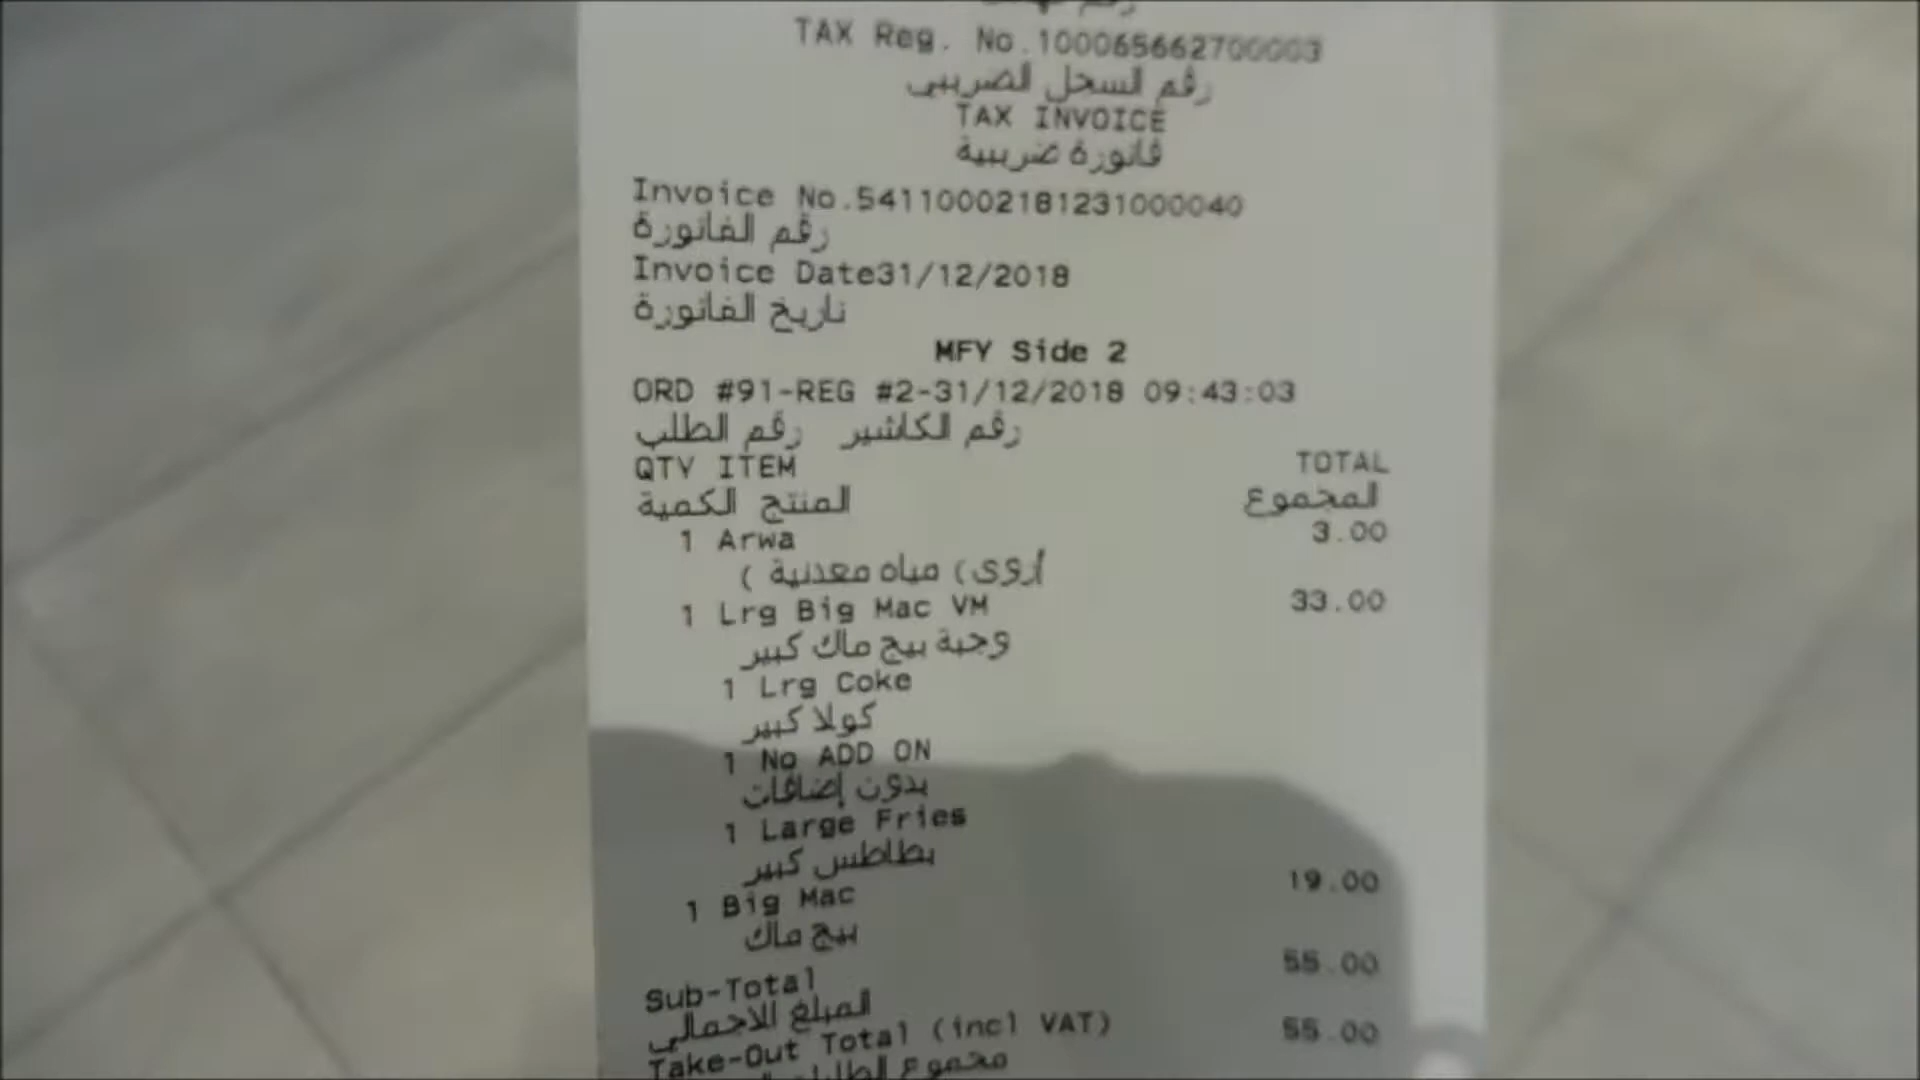 TAX Reg. No.100065662700003
رقم السجل الضريبي
TAX INVOICE
فاتورة ضريبية
Invoice No.54110002181231000040
رقم الفاتورة
Invoice Date31/12/2018
تاريخ الفاتورة
MFY Side 2
ORD #91-REG #2-31/12/2018 09:43:03
رقم الكاشير رقم الطلب
QTY ITEM TOTAL
المنتج الكمية المجموع
1 Arwa 3.00
أروى) مياه معدنية (
1 Lrg Big Mac VM 33.00
وجبة بيج ماك كبير
1 Lrg Coke
كولا كبير
1 No ADD ON
بدون إضافات
1 Large Fries
بطاطس كبير
1 Big Mac 19.00
بيج ماك
Sub-Total 55.00
المبلغ الاجمالي
Take-Out Total (incl VAT) 55.00
مجموع